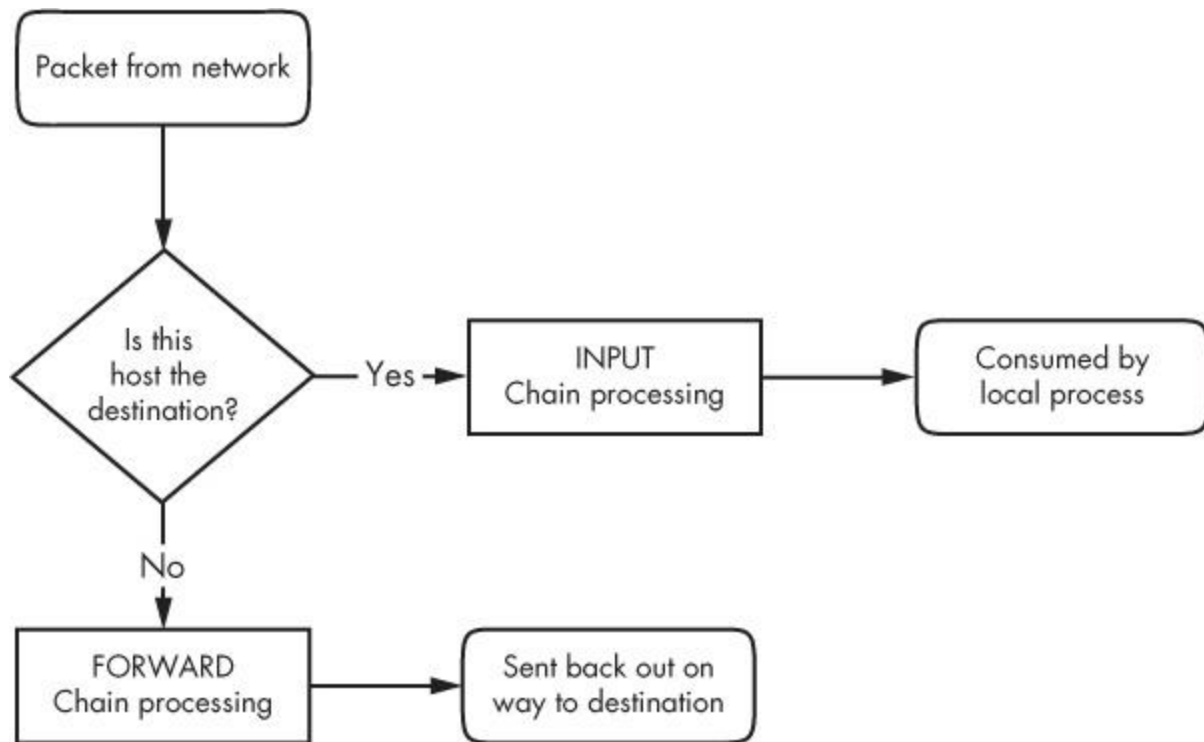 Packet from network
Is this
host the
destination?
Yes
INPUT
Chain processing
Consumed by
local process
No
FORWARD
Chain processing
Sent back out on
way to destination